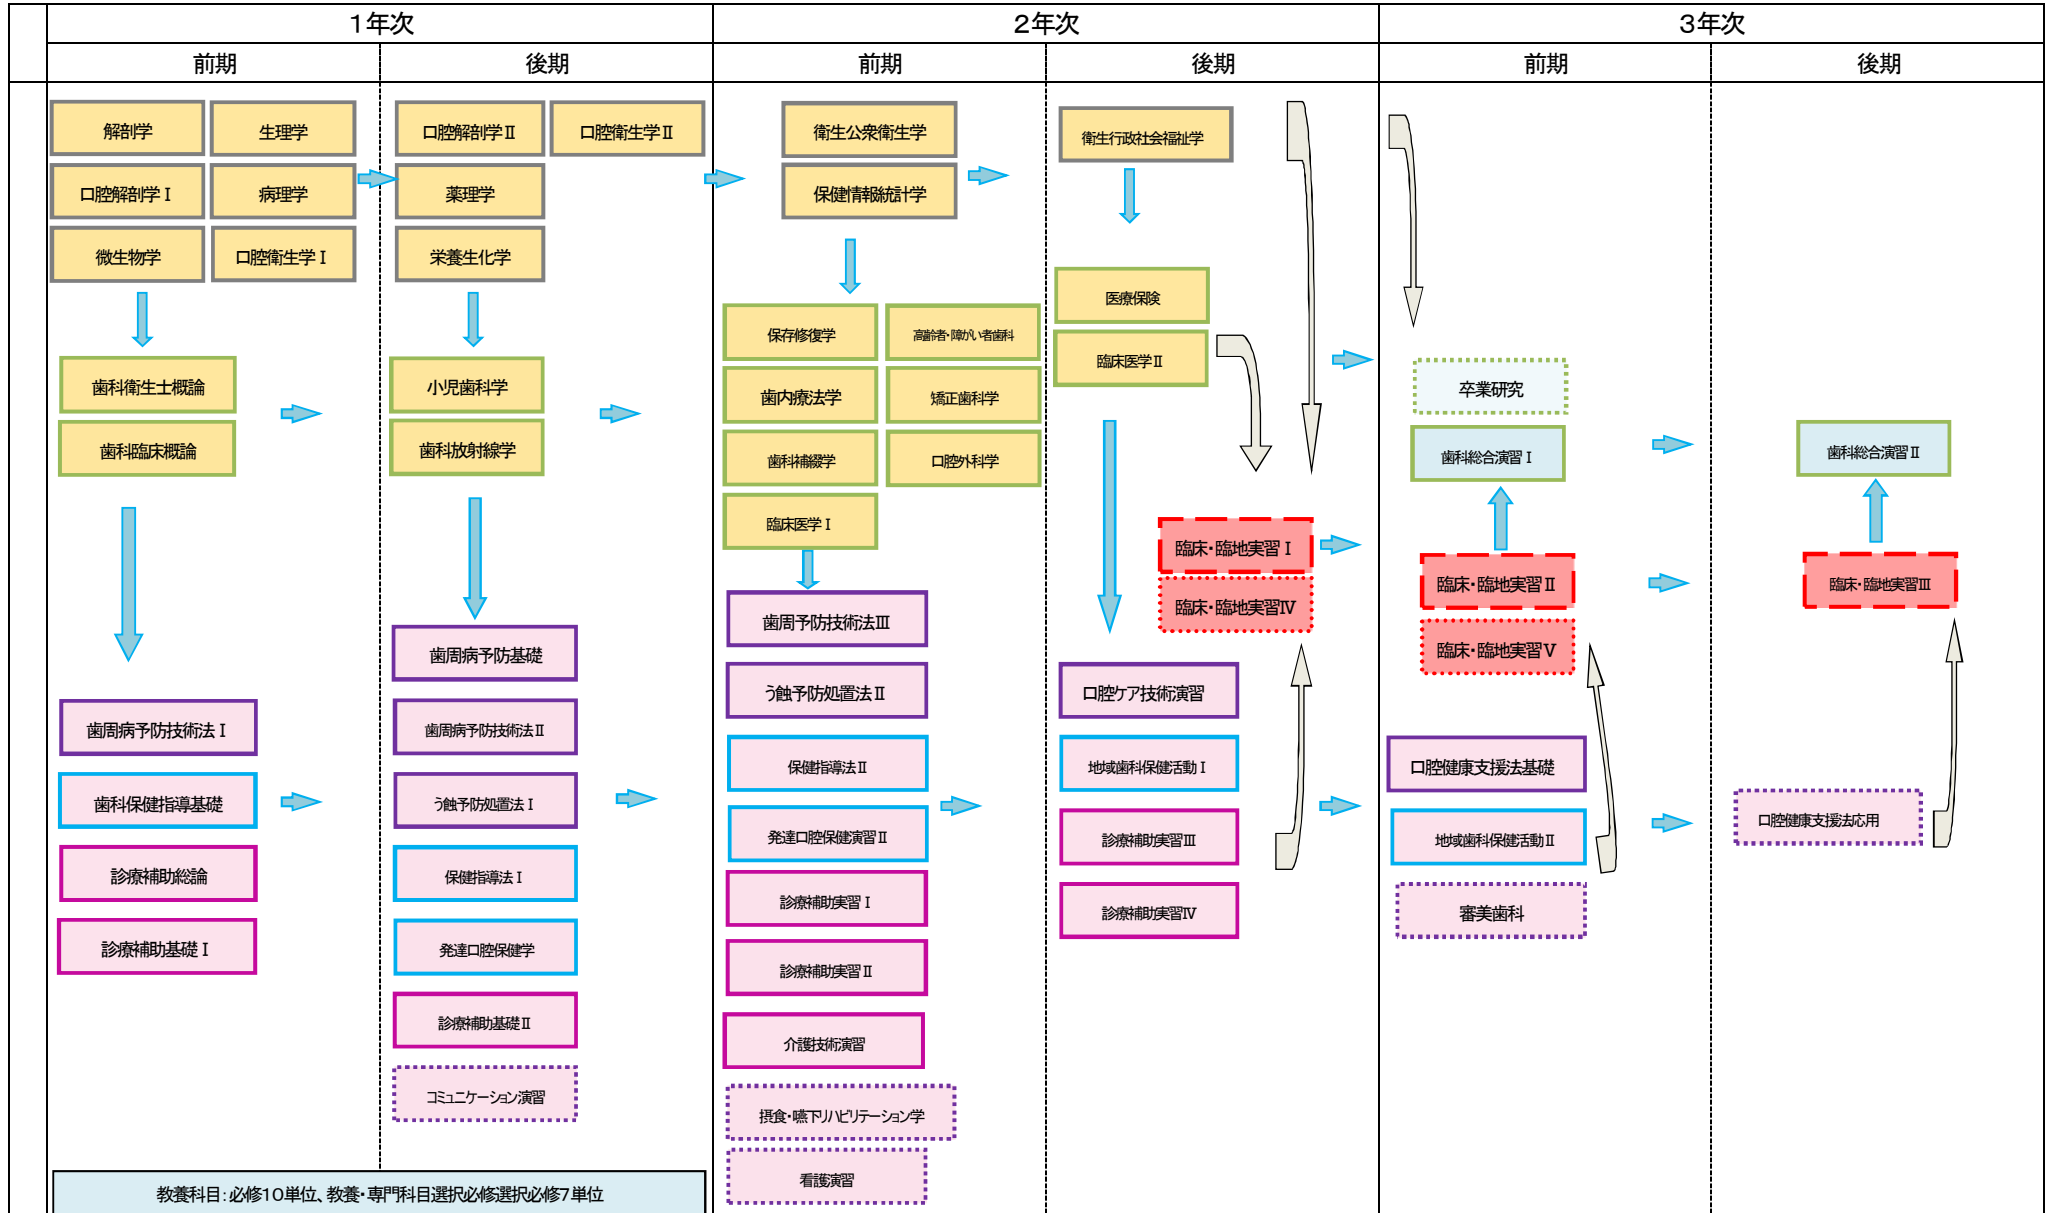 1年次
2年次
3年次
前期
後期
前期
後期
前期
後期
解剖学
生理学
口腔解剖学Ⅰ
病理学
微生物学
口腔衛生学Ⅰ
歯科衛生士概論
歯科臨床概論
歯周病予防技術法Ⅰ
歯科保健指導基礎
診療補助総論
診療補助基礎Ⅰ
口腔解剖学Ⅱ
口腔衛生学Ⅱ
薬理学
栄養生化学
小児歯科学
歯科放射線学
歯周病予防基礎
歯周病予防技術法Ⅱ
う蝕予防処置法Ⅰ
保健指導法Ⅰ
発達口腔保健学
診療補助基礎Ⅱ
コミュニケーション演習
教養科目：必修10単位、教養・専門科目選択必修選択必修7単位
衛生公衆衛生学
保健情報統計学
保存修復学
高齢者・障がい者歯科
歯内療法学
矯正歯科学
歯科補綴学
口腔外科学
臨床医学Ⅰ
歯周予防技術法Ⅲ
う蝕予防処置法Ⅱ
保健指導法Ⅱ
発達口腔保健演習Ⅱ
診療補助実習Ⅰ
診療補助実習Ⅱ
介護技術演習
摂食・嚥下リハビリテーション学
看護演習
衛生行政社会福祉学
医療保険
臨床医学Ⅱ
臨床・臨地実習Ⅰ
臨床・臨地実習Ⅳ
口腔ケア技術演習
地域歯科保健活動Ⅰ
診療補助実習Ⅲ
診療補助実習Ⅳ
卒業研究
歯科総合演習Ⅰ
臨床・臨地実習Ⅱ
臨床・臨地実習Ⅴ
口腔健康支援法基礎
地域歯科保健活動Ⅱ
審美歯科
歯科総合演習Ⅱ
臨床・臨地実習Ⅲ
口腔健康支援法応用